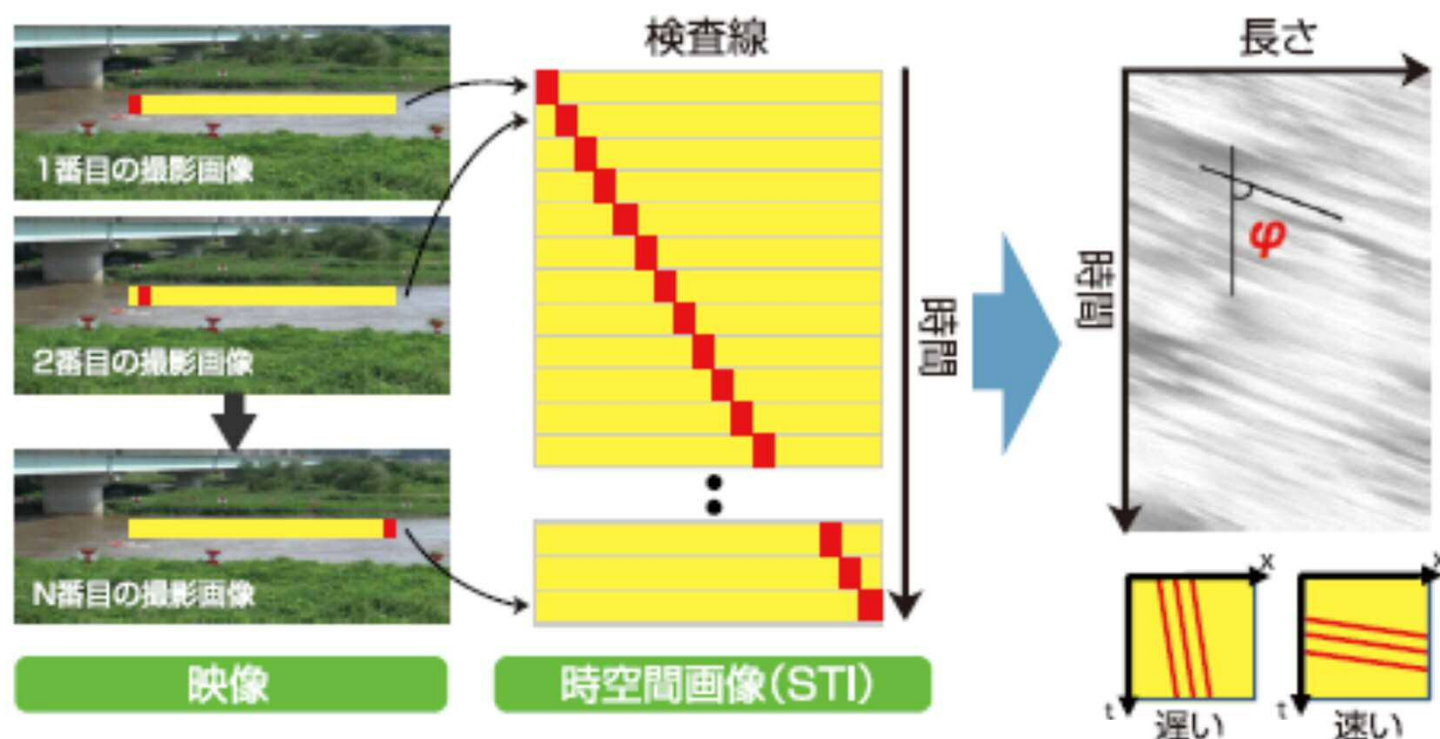 1番目の撮影画像
2番目の撮影画像
N番目の撮影画像
映像
検査線
時間
時空間画像(STI)
長さ
時間
φ
x
t
遅い
x
t
速い